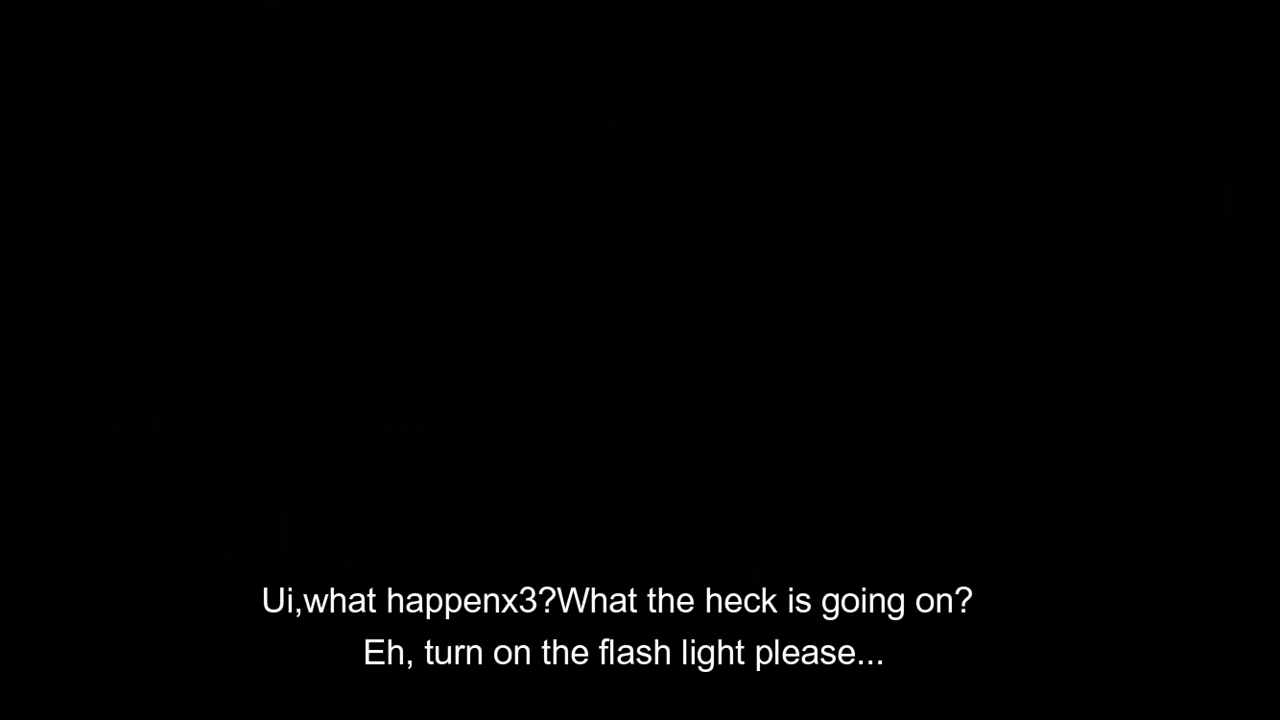 Ui,what happenx3?What the heck is going on?
Eh, turn on the flash light please...